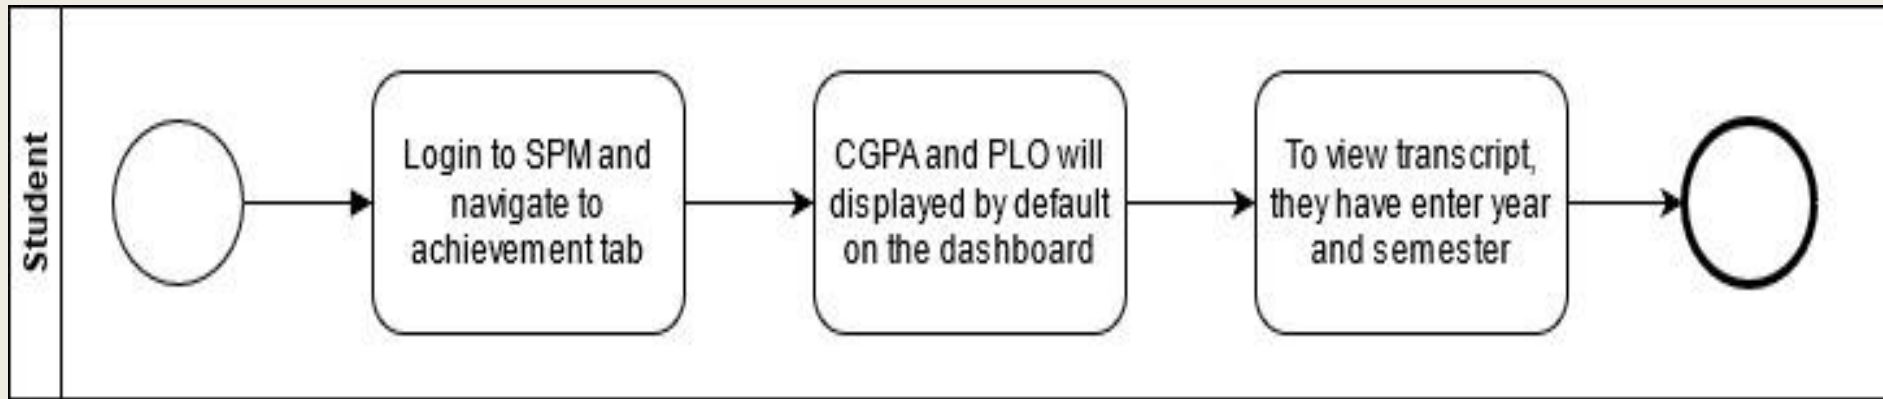 Student
Login to SPM and
navigate to
achievement tab
CGPA and PLO will
displayed by default
on the dashboard
To view transcript,
they have enter year
and semester